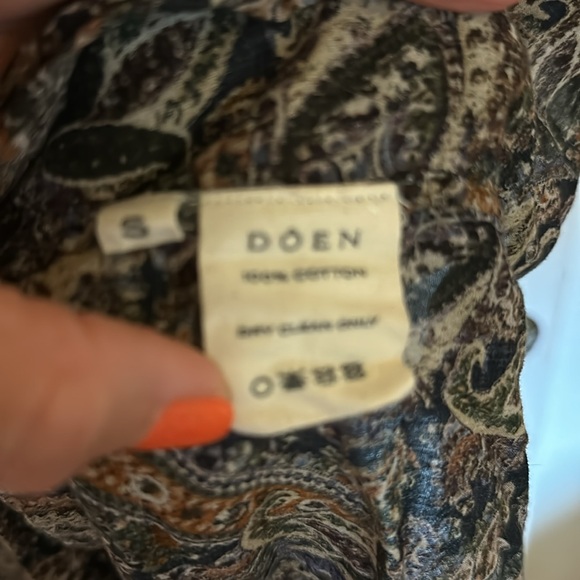 S
DÔEN
100% COTTON
DRY CLEAN ONLY